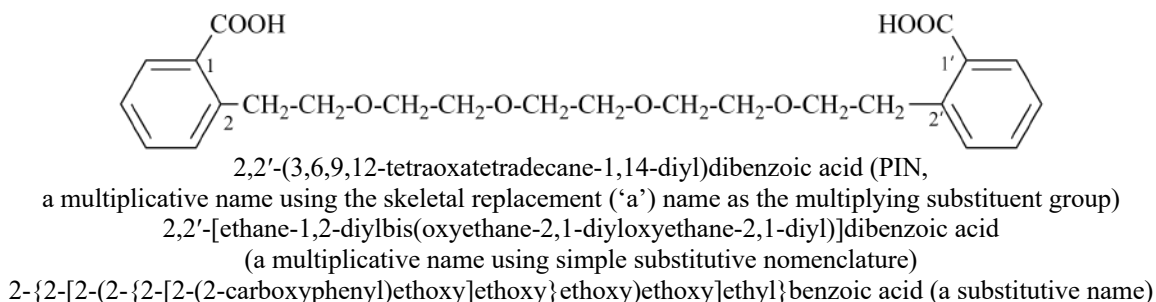 COOH HOOC
1 1′
CH2-CH2-O-CH2-CH2-O-CH2-CH2-O-CH2-CH2-O-CH2-CH2
2 2′
2,2′-(3,6,9,12-tetraoxatetradecane-1,14-diyl)dibenzoic acid (PIN,
a multiplicative name using the skeletal replacement (‘a’) name as the multiplying substituent group)
2,2′-[ethane-1,2-diylbis(oxyethane-2,1-diyloxyethane-2,1-diyl)]dibenzoic acid
(a multiplicative name using simple substitutive nomenclature)
2-{2-[2-(2-{2-[2-(2-carboxyphenyl)ethoxy]ethoxy}ethoxy)ethoxy]ethyl}benzoic acid (a substitutive name)